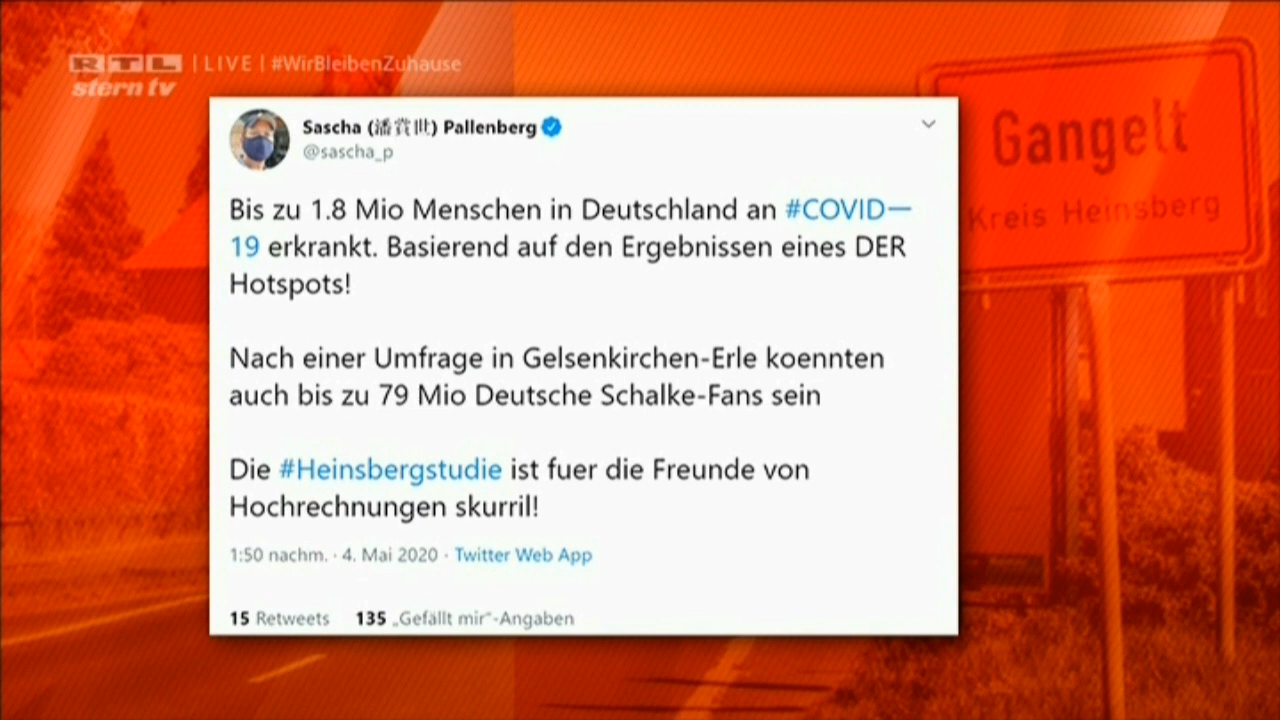 RTL | LIVE | #WirBleibenZuhause
stern tv
Sascha (潘賞世) Pallenberg
@sascha_p
Bis zu 1.8 Mio Menschen in Deutschland an #COVID—
19 erkrankt. Basierend auf den Ergebnissen eines DER
Hotspots!
Nach einer Umfrage in Gelsenkirchen-Erle koennten
auch bis zu 79 Mio Deutsche Schalke-Fans sein
Die #Heinsbergstudie ist fuer die Freunde von
Hochrechnungen skurril!
1:50 nachm. · 4. Mai 2020 · Twitter Web App
15 Retweets 135 „Gefällt mir“-Angaben
Gangelt
Kreis Heinsberg